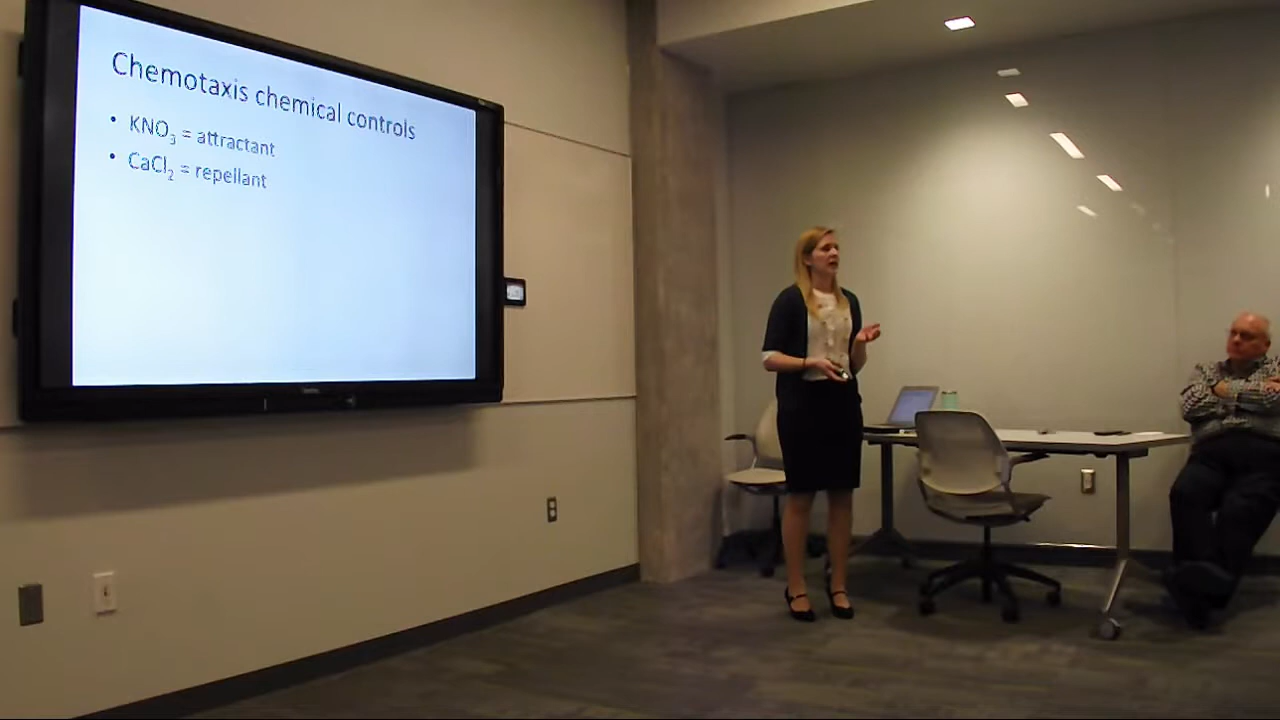 Chemotaxis chemical controls
• KNO₃ = attractant
• CaCl₂ = repellant